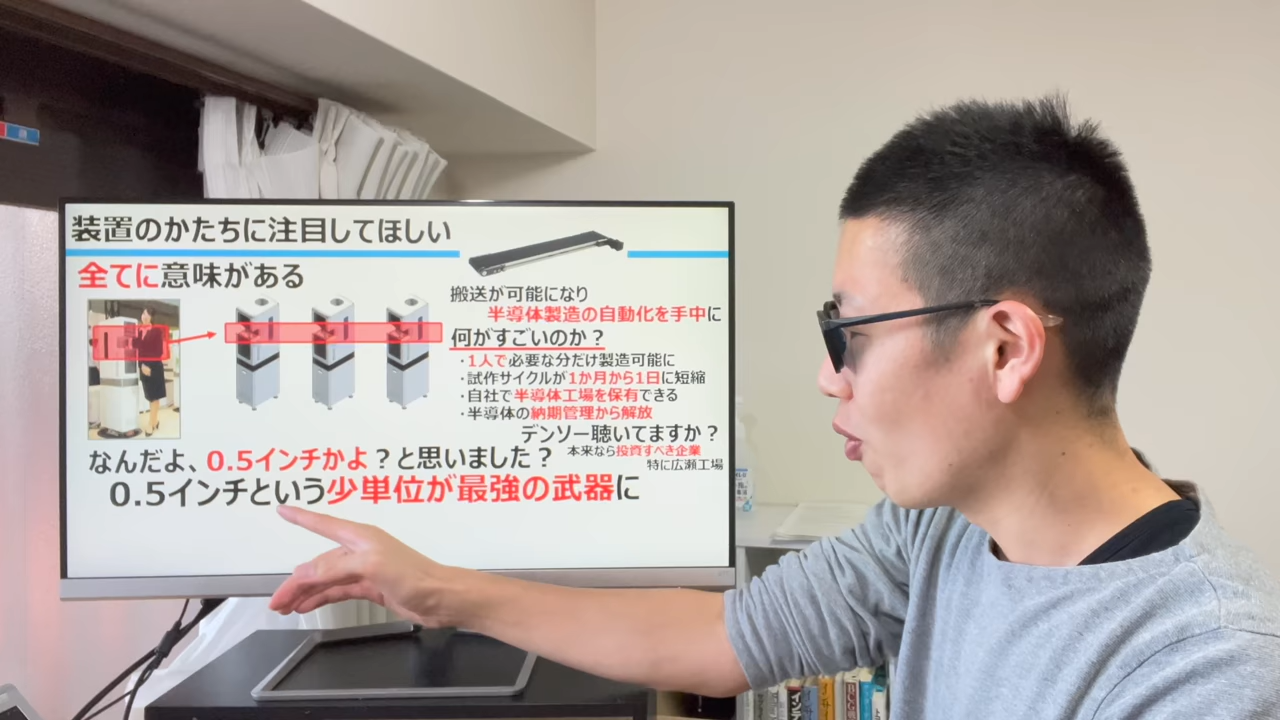 装置のかたちに注目してほしい
全てに意味がある
搬送が可能になり
半導体製造の自動化を手中に
何がすごいのか？
・1人で必要な分だけ製造可能に
・試作サイクルが1か月から1日に短縮
・自社で半導体工場を保有できる
・半導体の納期管理から解放
デンソー聴いてますか？
本来なら投資すべき企業
特に広瀬工場
なんだよ、0.5インチかよ？と思いました？
0.5インチという少単位が最強の武器に